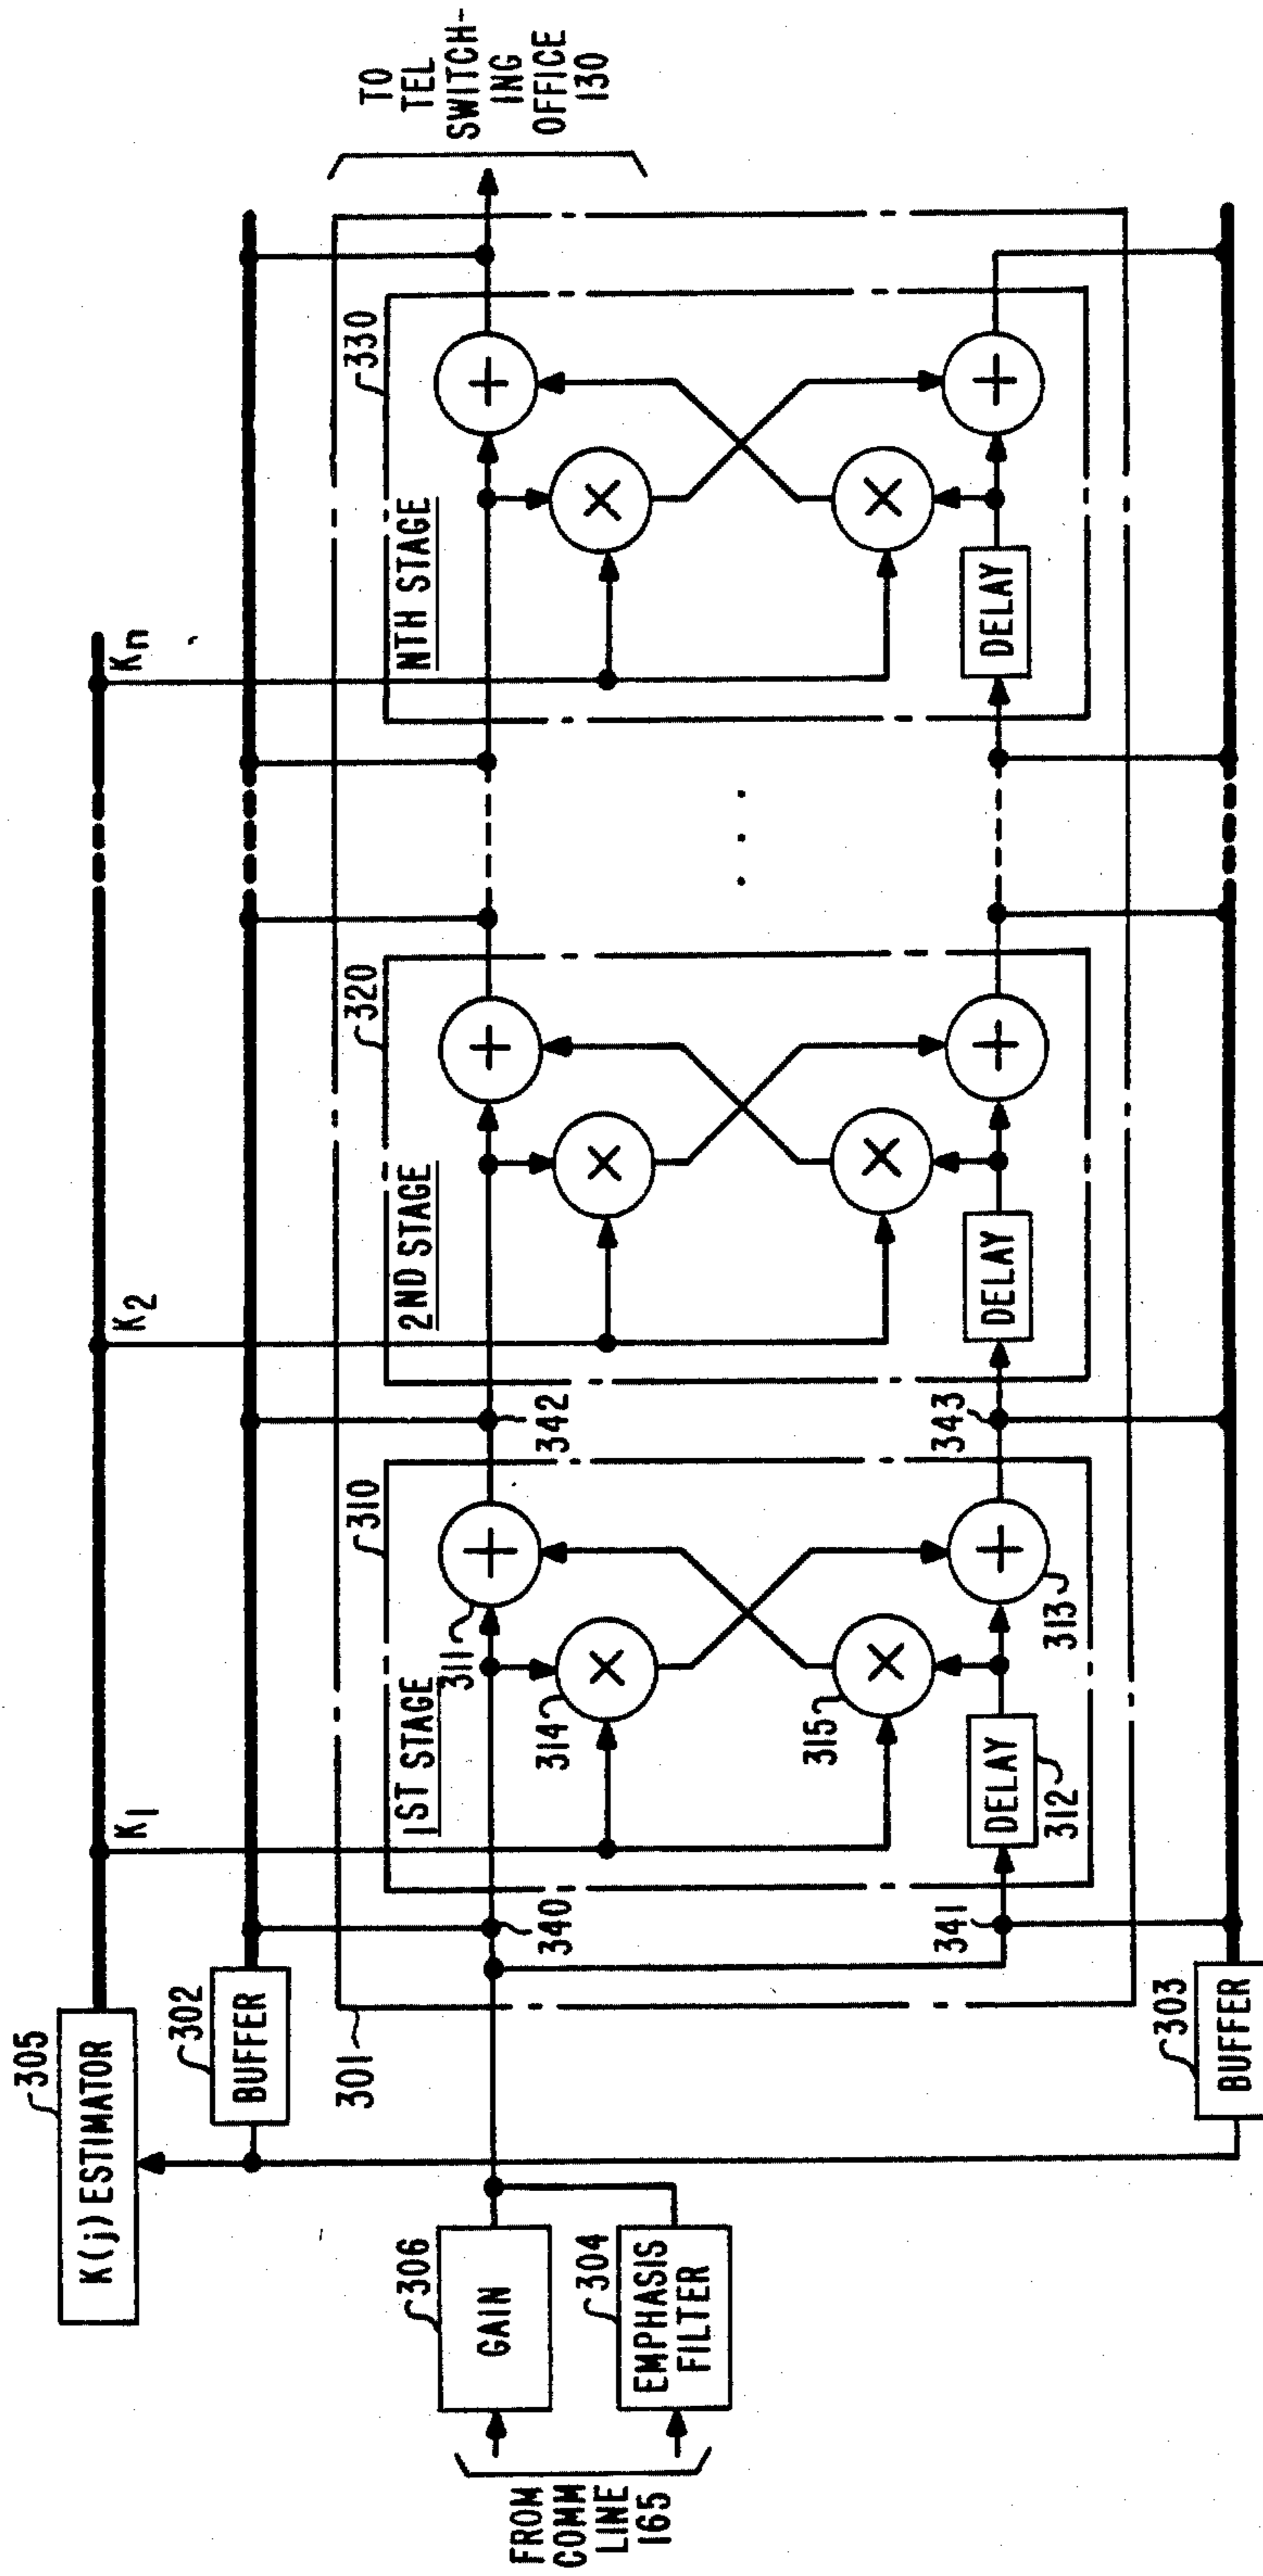 305
K(j) ESTIMATOR
302
BUFFER
301
306
GAIN
304
EMPHASIS
FILTER
FROM
COMM
LINE
165
303
BUFFER
K1
K2
Kn
340
341
310
1ST STAGE
311
314
315
DELAY
312
313
342
343
320
2ND STAGE
DELAY
. . .
330
NTH STAGE
DELAY
TO
TEL
SWITCH-
ING
OFFICE
130